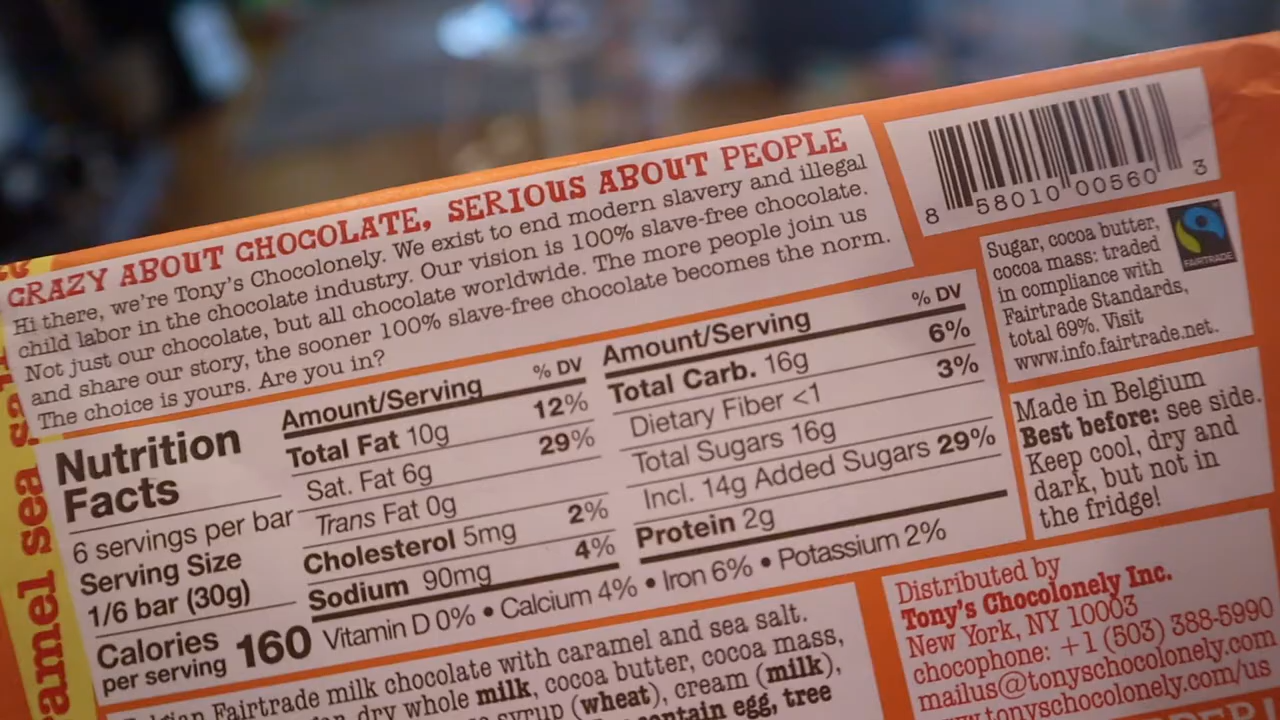 CRAZY ABOUT CHOCOLATE, SERIOUS ABOUT PEOPLE
Hi there, we're Tony's Chocolonely. We exist to end modern slavery and illegal
child labor in the chocolate industry. Our vision is 100% slave-free chocolate.
Not just our chocolate, but all chocolate worldwide. The more people join us
and share our story, the sooner 100% slave-free chocolate becomes the norm.
The choice is yours. Are you in?
8 58010 00560 3
Sugar, cocoa butter,
cocoa mass: traded
in compliance with
Fairtrade Standards,
total 69%. Visit
www.info.fairtrade.net.
FAIRTRADE
Nutrition
Facts
6 servings per bar
Serving Size
1/6 bar (30g)
Calories
per serving 160
Amount/Serving % DV
Total Fat 10g 12%
Sat. Fat 6g 29%
Trans Fat 0g
Cholesterol 5mg 2%
Sodium 90mg 4%
Amount/Serving % DV
Total Carb. 16g 6%
Dietary Fiber <1 3%
Total Sugars 16g
Incl. 14g Added Sugars 29%
Protein 2g
Vitamin D 0% • Calcium 4% • Iron 6% • Potassium 2%
Made in Belgium
Best before: see side.
Keep cool, dry and
dark, but not in
the fridge!
Fairtrade milk chocolate with caramel and sea salt.
dry whole milk, cocoa butter, cocoa mass,
syrup (wheat), cream (milk),
contain egg, tree
Distributed by
Tony's Chocolonely Inc.
New York, NY 10003
chocophone: +1 (503) 388-5990
mailus@tonyschocolonely.com
www.tonyschocolonely.com/us
amel sea sa